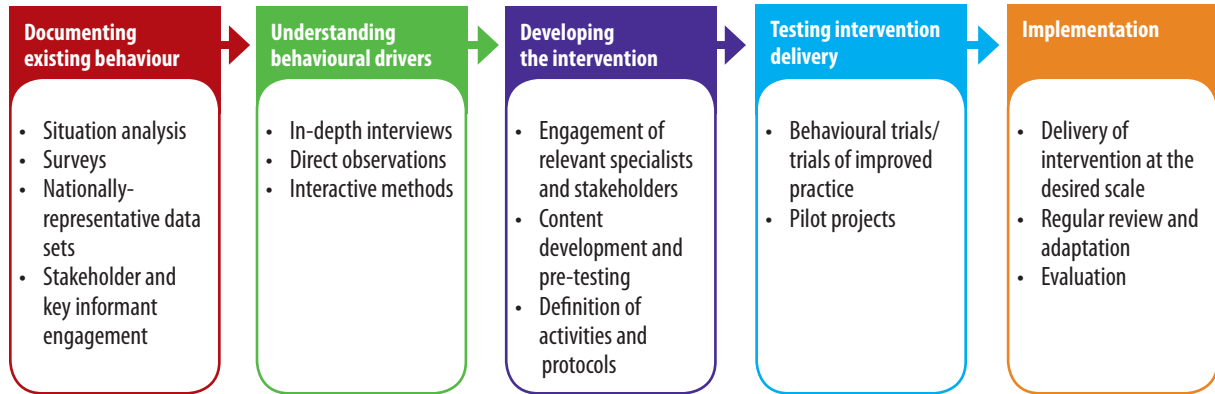 Documenting
existing behaviour
• Situation analysis
• Surveys
• Nationally-
representative data
sets
• Stakeholder and
key informant
engagement
Understanding
behavioural drivers
• In-depth interviews
• Direct observations
• Interactive methods
Developing
the intervention
• Engagement of
relevant specialists
and stakeholders
• Content
development and
pre-testing
• Definition of
activities and
protocols
Testing intervention
delivery
• Behavioural trials/
trials of improved
practice
• Pilot projects
Implementation
• Delivery of
intervention at the
desired scale
• Regular review and
adaptation
• Evaluation